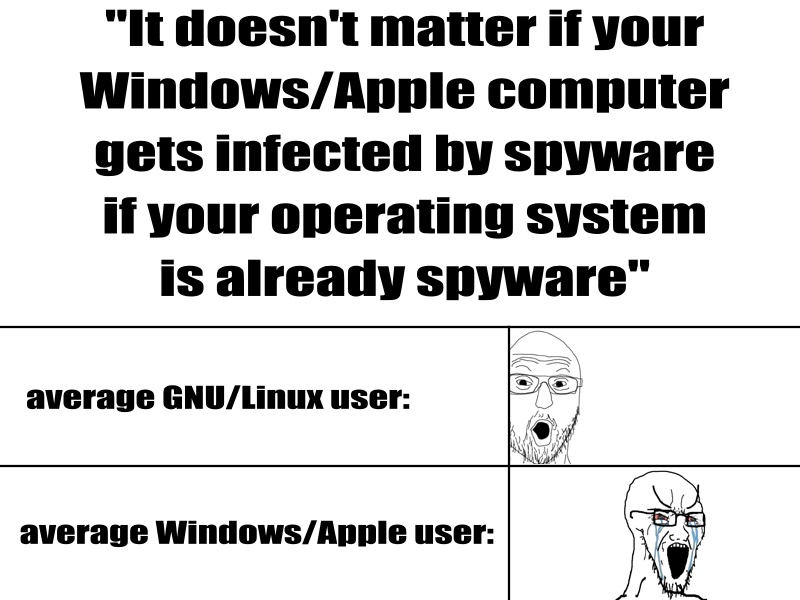 "It doesn't matter if your
Windows/Apple computer
gets infected by spyware
if your operating system
is already spyware"
average GNU/Linux user:
average Windows/Apple user: